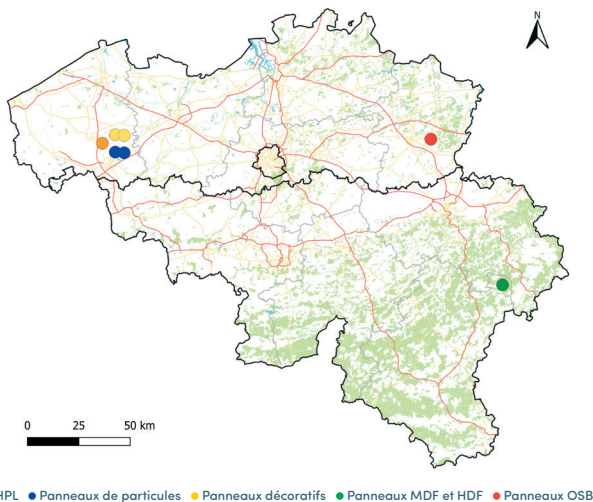 N
0 25 50 km
HPL Panneaux de particules Panneaux décoratifs Panneaux MDF et HDF Panneaux OSB